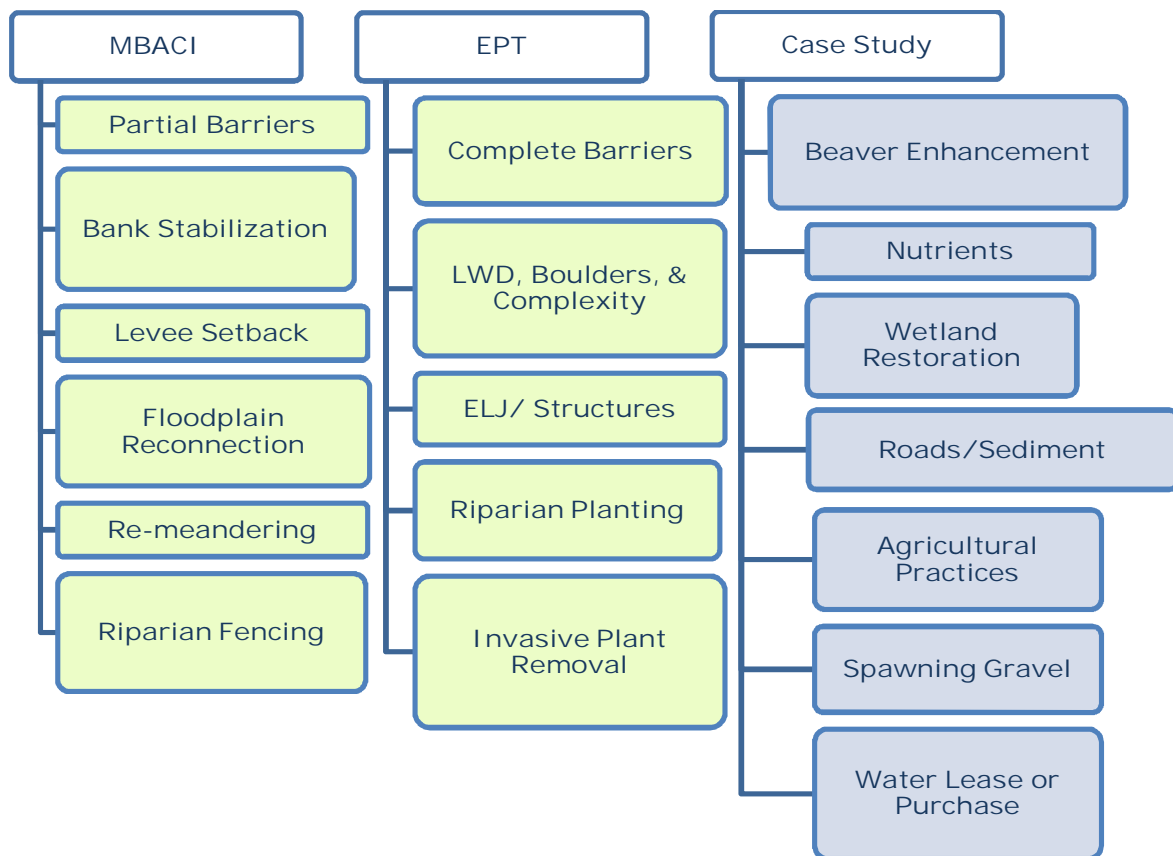 MBACI
Partial Barriers
Bank Stabilization
Levee Setback
Floodplain
Reconnection
Re-meandering
Riparian Fencing
EPT
Complete Barriers
LWD, Boulders, &
Complexity
ELJ/ Structures
Riparian Planting
Invasive Plant
Removal
Case Study
Beaver Enhancement
Nutrients
Wetland
Restoration
Roads/Sediment
Agricultural
Practices
Spawning Gravel
Water Lease or
Purchase